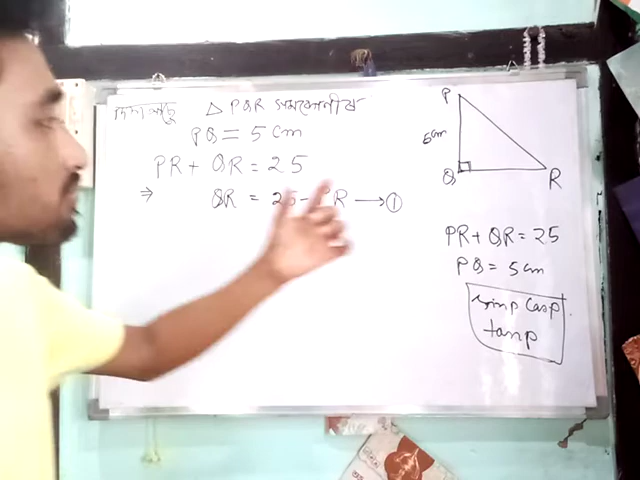 দিয়া আছে △ PQR সমকোণীৰ
PQ = 5 cm
PR + QR = 25
⇒ QR = 25 - PR → ①
P
5cm
Q
R
PR + QR = 25
PQ = 5 cm
sinp cosp
tanp